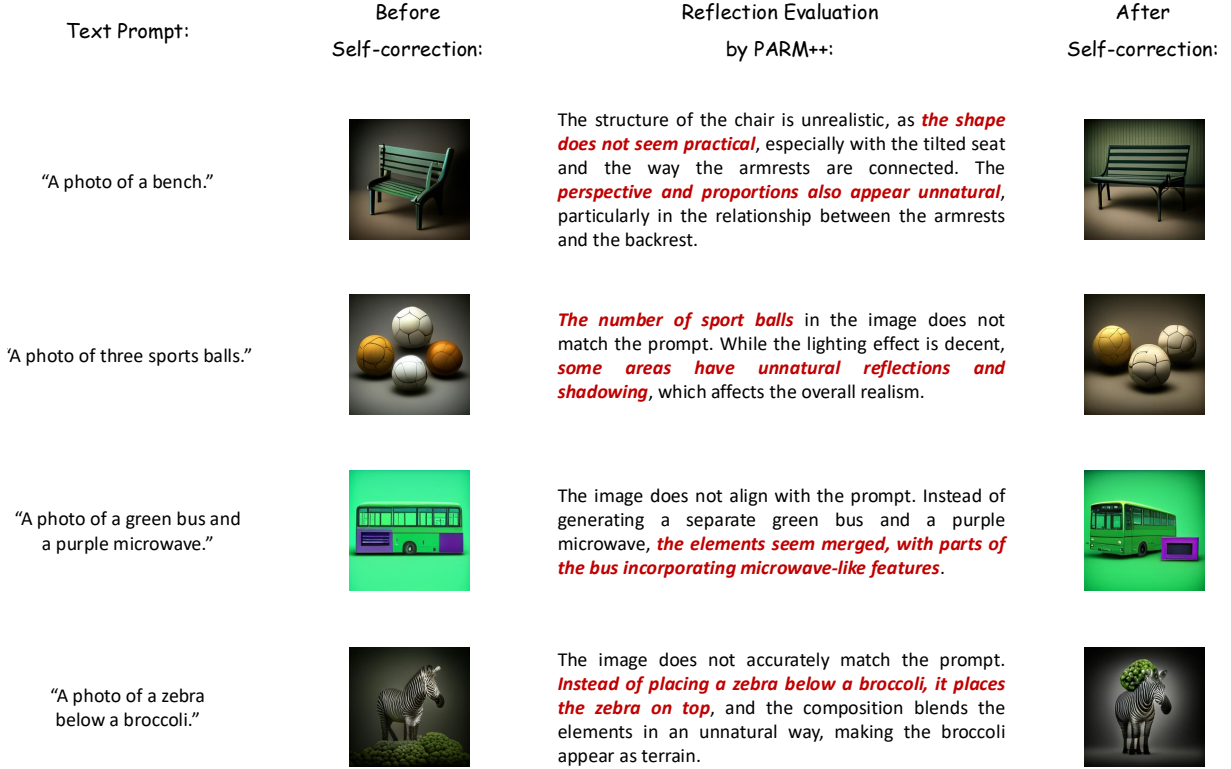 Text Prompt:
Before
Self-correction:
Reflection Evaluation
by PARM++:
After
Self-correction:
“A photo of a bench.”
The structure of the chair is unrealistic, as the shape
does not seem practical, especially with the tilted seat
and the way the armrests are connected. The
perspective and proportions also appear unnatural,
particularly in the relationship between the armrests
and the backrest.
‘A photo of three sports balls.”
The number of sport balls in the image does not
match the prompt. While the lighting effect is decent,
some areas have unnatural reflections and
shadowing, which affects the overall realism.
“A photo of a green bus and
a purple microwave.”
The image does not align with the prompt. Instead of
generating a separate green bus and a purple
microwave, the elements seem merged, with parts of
the bus incorporating microwave-like features.
“A photo of a zebra
below a broccoli.”
The image does not accurately match the prompt.
Instead of placing a zebra below a broccoli, it places
the zebra on top, and the composition blends the
elements in an unnatural way, making the broccoli
appear as terrain.